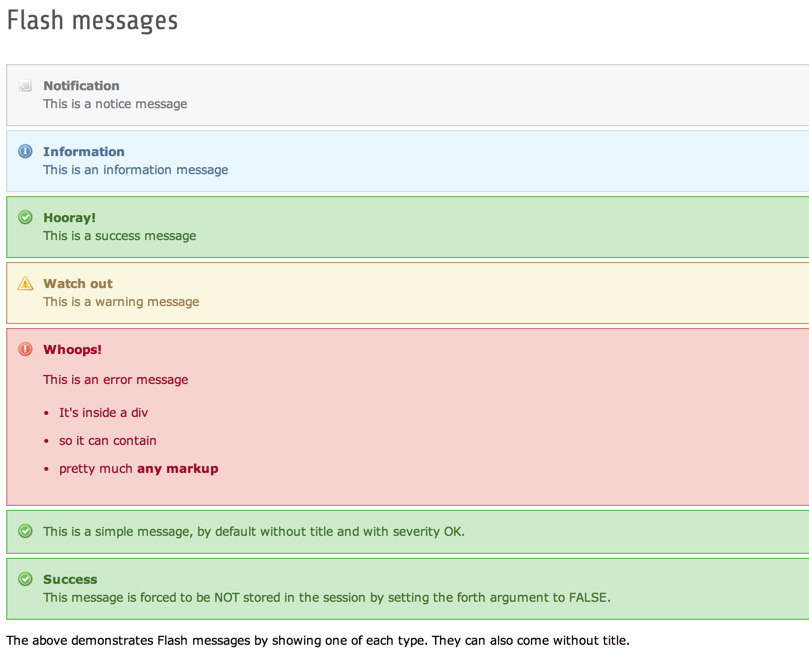 Flash messages
Notification
This is a notice message
Information
This is an information message
Hooray!
This is a success message
Watch out
This is a warning message
Whoops!
This is an error message
• It's inside a div
• so it can contain
• pretty much any markup
This is a simple message, by default without title and with severity OK.
Success
This message is forced to be NOT stored in the session by setting the forth argument to FALSE.
The above demonstrates Flash messages by showing one of each type. They can also come without title.